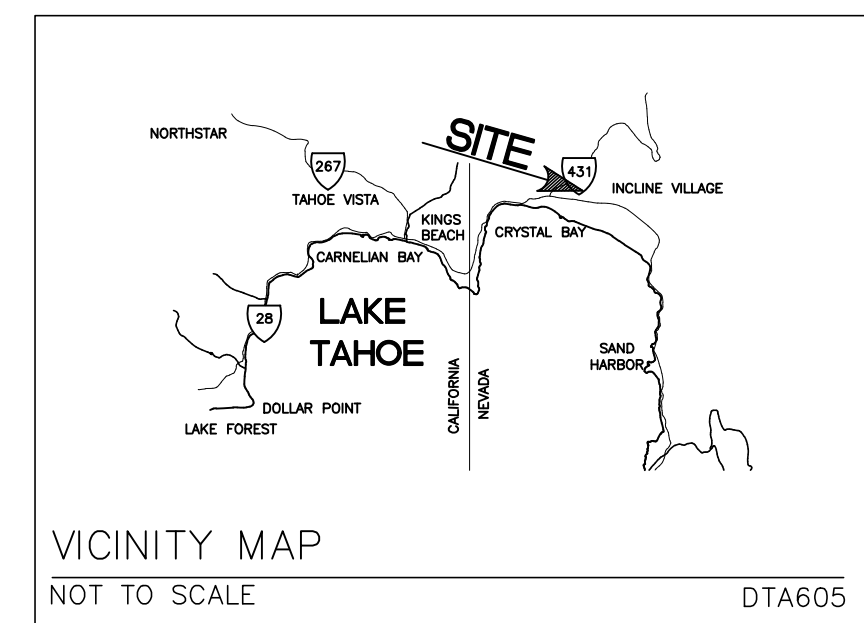 NORTHSTAR
267
TAHOE VISTA
SITE
431
INCLINE VILLAGE
KINGS
BEACH
CRYSTAL BAY
CARNELIAN BAY
28
LAKE
TAHOE
SAND
HARBOR
CALIFORNIA
NEVADA
DOLLAR POINT
LAKE FOREST
VICINITY MAP
NOT TO SCALE
DTA605